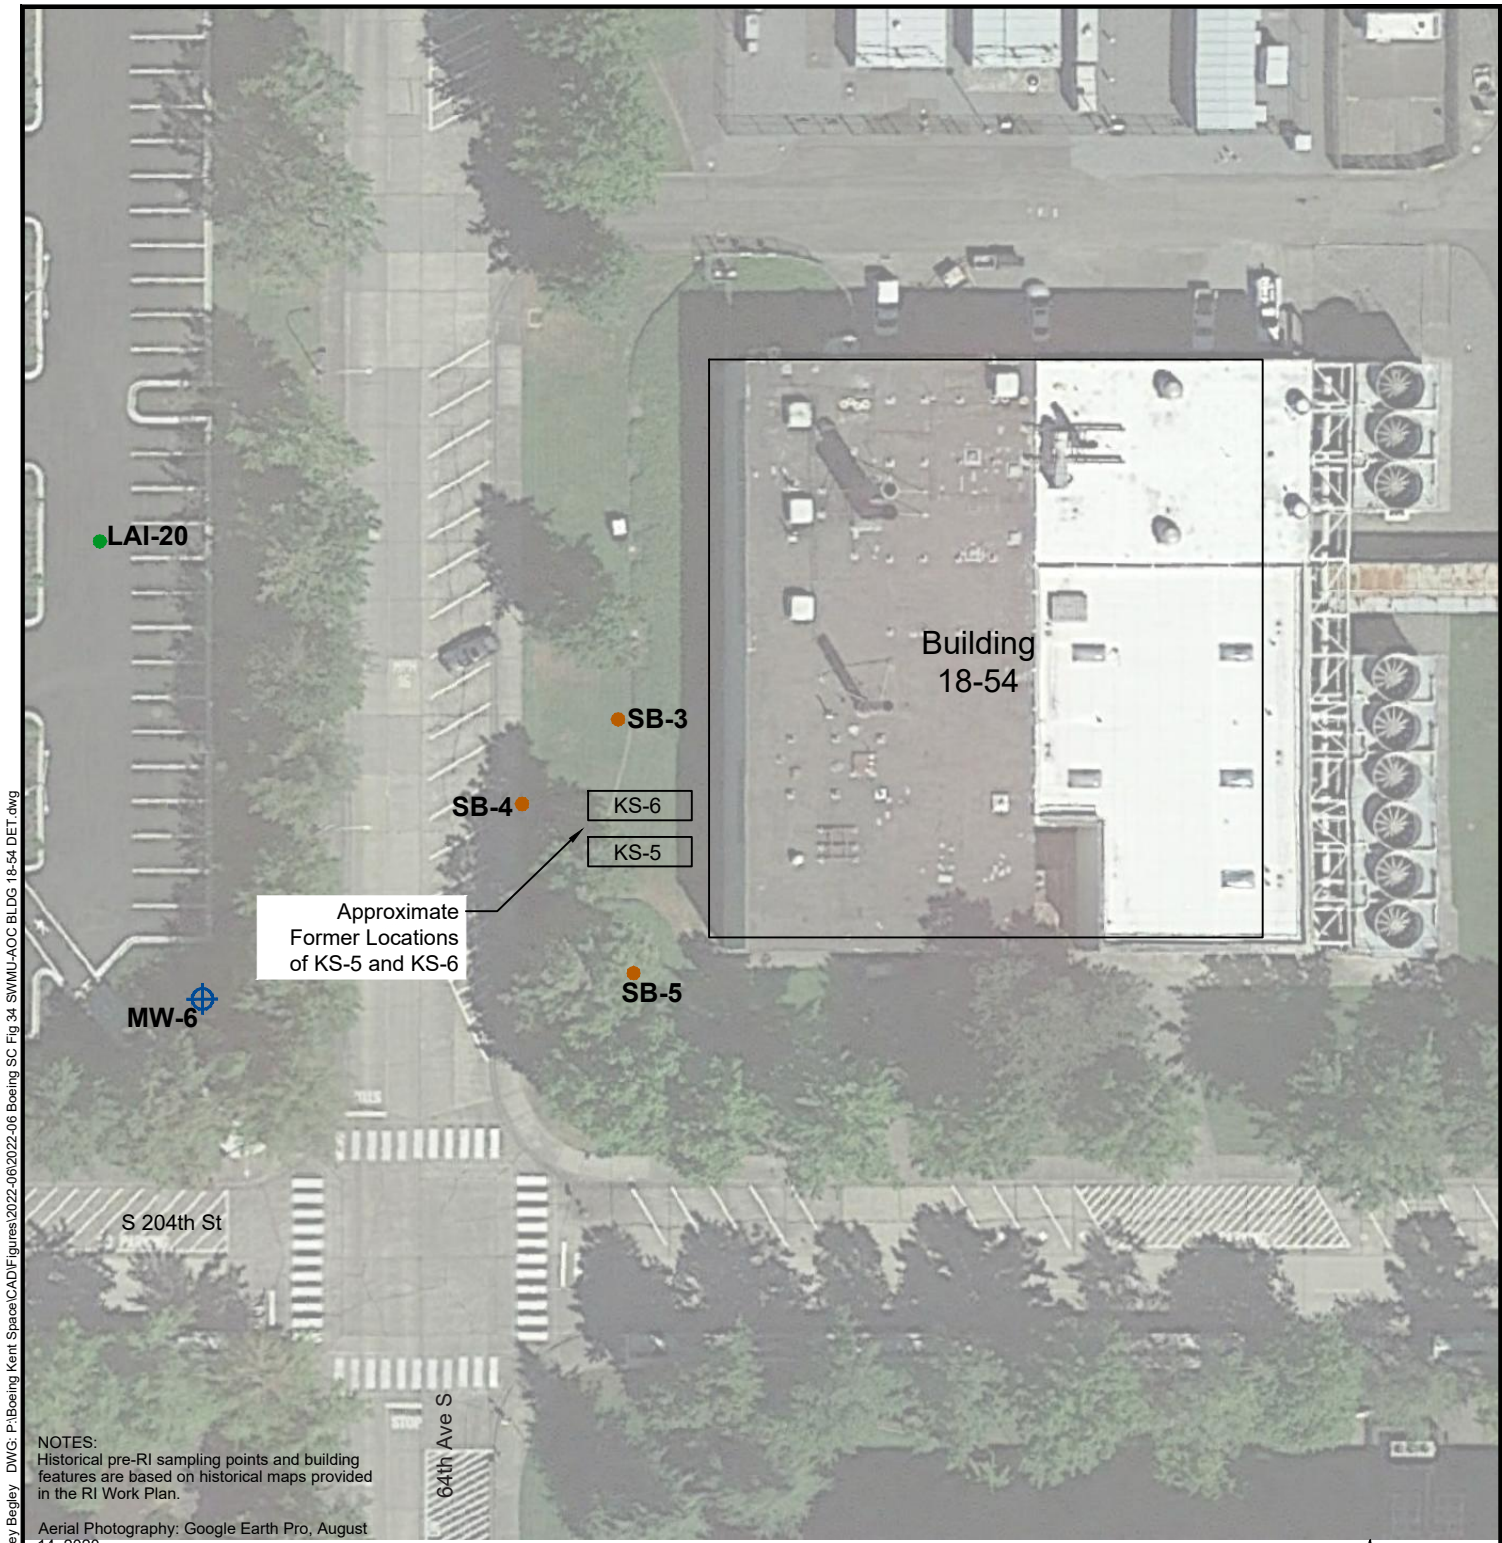 LAI-20
Building
18-54
SB-3
SB-4
KS-6
KS-5
Approximate
Former Locations
of KS-5 and KS-6
SB-5
MW-6
S 204th St
STOP
64th Ave S
NOTES:
Historical pre-RI sampling points and building
features are based on historical maps provided
in the RI Work Plan.
Aerial Photography: Google Earth Pro, August
ey Begley DWG: P:\Boeing Kent Space\CAD\Figures\2022-06\2022-06 Boeing SC Fig 34 SWMU-AOC BLDG 18-54 DET.dwg